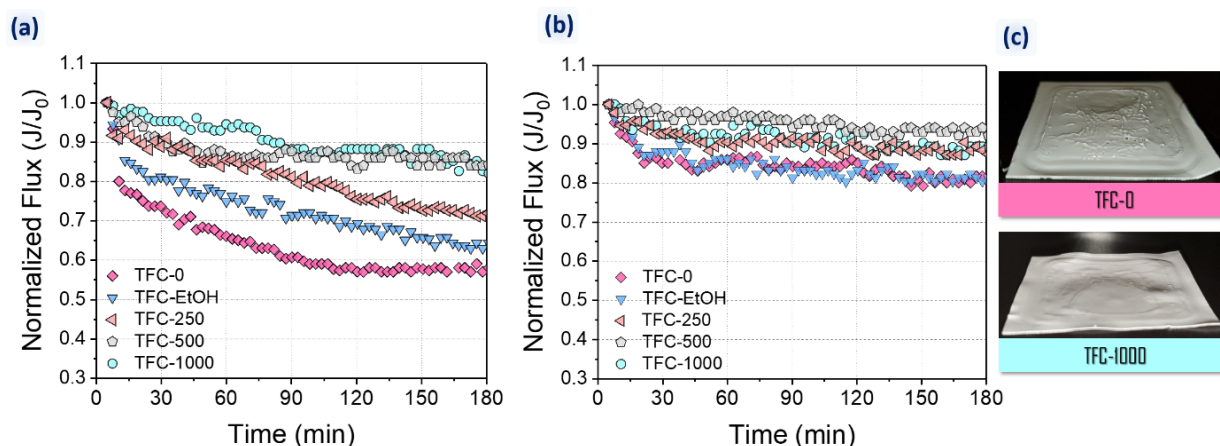 (a)
Normalized Flux (J/J₀)
1.1
1.0
0.9
0.8
0.7
0.6
0.5
0.4
0.3
TFC-0
TFC-EtOH
TFC-250
TFC-500
TFC-1000
0 30 60 90 120 150 180
Time (min)
(b)
Normalized Flux (J/J₀)
1.1
1.0
0.9
0.8
0.7
0.6
0.5
0.4
0.3
TFC-0
TFC-EtOH
TFC-250
TFC-500
TFC-1000
0 30 60 90 120 150 180
Time (min)
(c)
TFC-0
TFC-1000